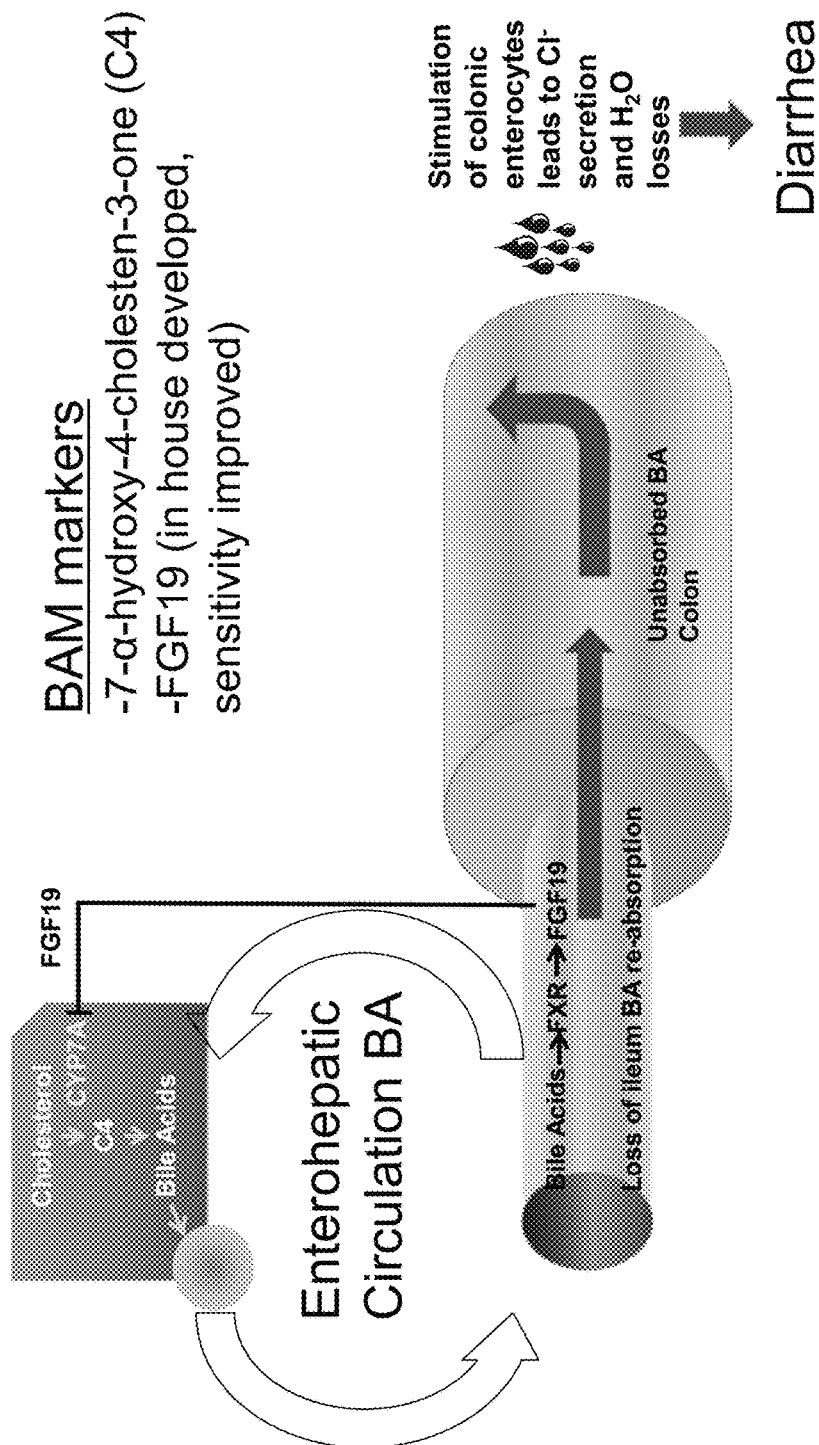 BAM markers
-7-α-hydroxy-4-cholesten-3-one (C4)
-FGF19 (in house developed,
sensitivity improved)
FGF19
Cholesterol
CYP7A
C4
Bile Acids
Enterohepatic
Circulation BA
Bile Acids→FXR→FGF19
Loss of ileum BA re-absorption
Unabsorbed BA
Colon
Stimulation
of colonic
enterocytes
leads to Cl-
secretion
and H₂O
losses
Diarrhea